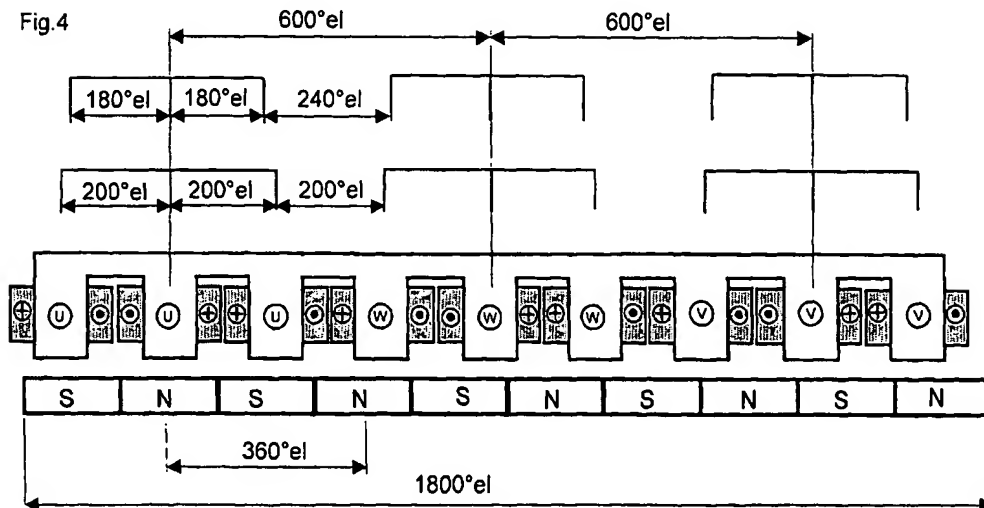 Fig.4
600°el 600°el
180°el 180°el 240°el
200°el 200°el 200°el
U U U W W W V V V
S N S N S N S N S N
360°el
1800°el